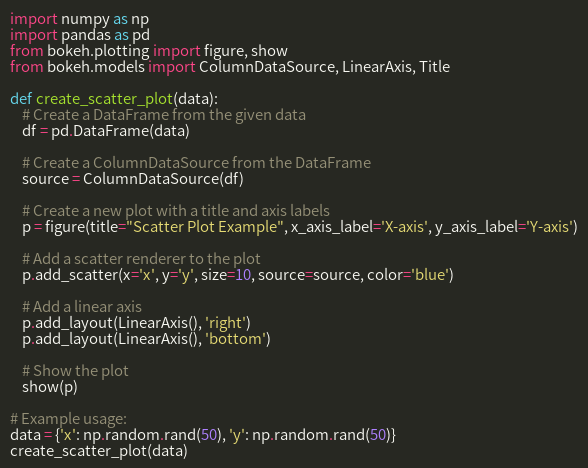 import numpy as np
import pandas as pd
from bokeh.plotting import figure, show
from bokeh.models import ColumnDataSource, LinearAxis, Title

def create_scatter_plot(data):
    # Create a DataFrame from the given data
    df = pd.DataFrame(data)

    # Create a ColumnDataSource from the DataFrame
    source = ColumnDataSource(df)

    # Create a new plot with a title and axis labels
    p = figure(title="Scatter Plot Example", x_axis_label='X-axis', y_axis_label='Y-axis')

    # Add a scatter renderer to the plot
    p.add_scatter(x='x', y='y', size=10, source=source, color='blue')

    # Add a linear axis
    p.add_layout(LinearAxis(), 'right')
    p.add_layout(LinearAxis(), 'bottom')

    # Show the plot
    show(p)

# Example usage:
data = {'x': np.random.rand(50), 'y': np.random.rand(50)}
create_scatter_plot(data)